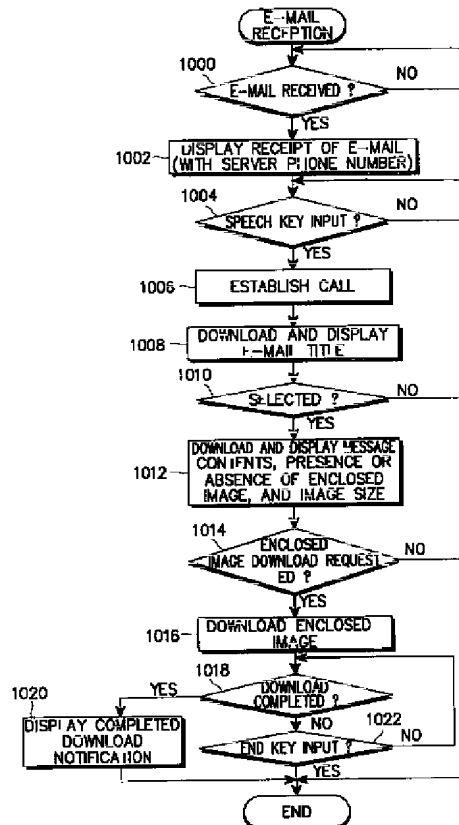 E-MAIL
RECEPTION
1000
E-MAIL RECEIVED ?
NO
YES
1002
DISPLAY RECEIPT OF E-MAIL
(WITH SERVER PHONE NUMBER)
1004
SPEECH KEY INPUT ?
NO
YES
1006
ESTABLISH CALL
1008
DOWNLOAD AND DISPLAY
E-MAIL TITLE
1010
SELECTED ?
NO
YES
1012
DOWNLOAD AND DISPLAY MESSAGE
CONTENTS, PRESENCE OR
ABSENCE OF ENCLOSED
IMAGE, AND IMAGE SIZE
1014
ENCLOSED
IMAGE DOWNLOAD REQUEST
ED ?
NO
YES
1016
DOWNLOAD ENCLOSED
IMAGE
1018
DOWNLOAD
COMPLETED ?
YES
NO
1020
DISPLAY COMPLETED
DOWNLOAD
NOTIFICATION
1022
END KEY INPUT ?
NO
YES
END